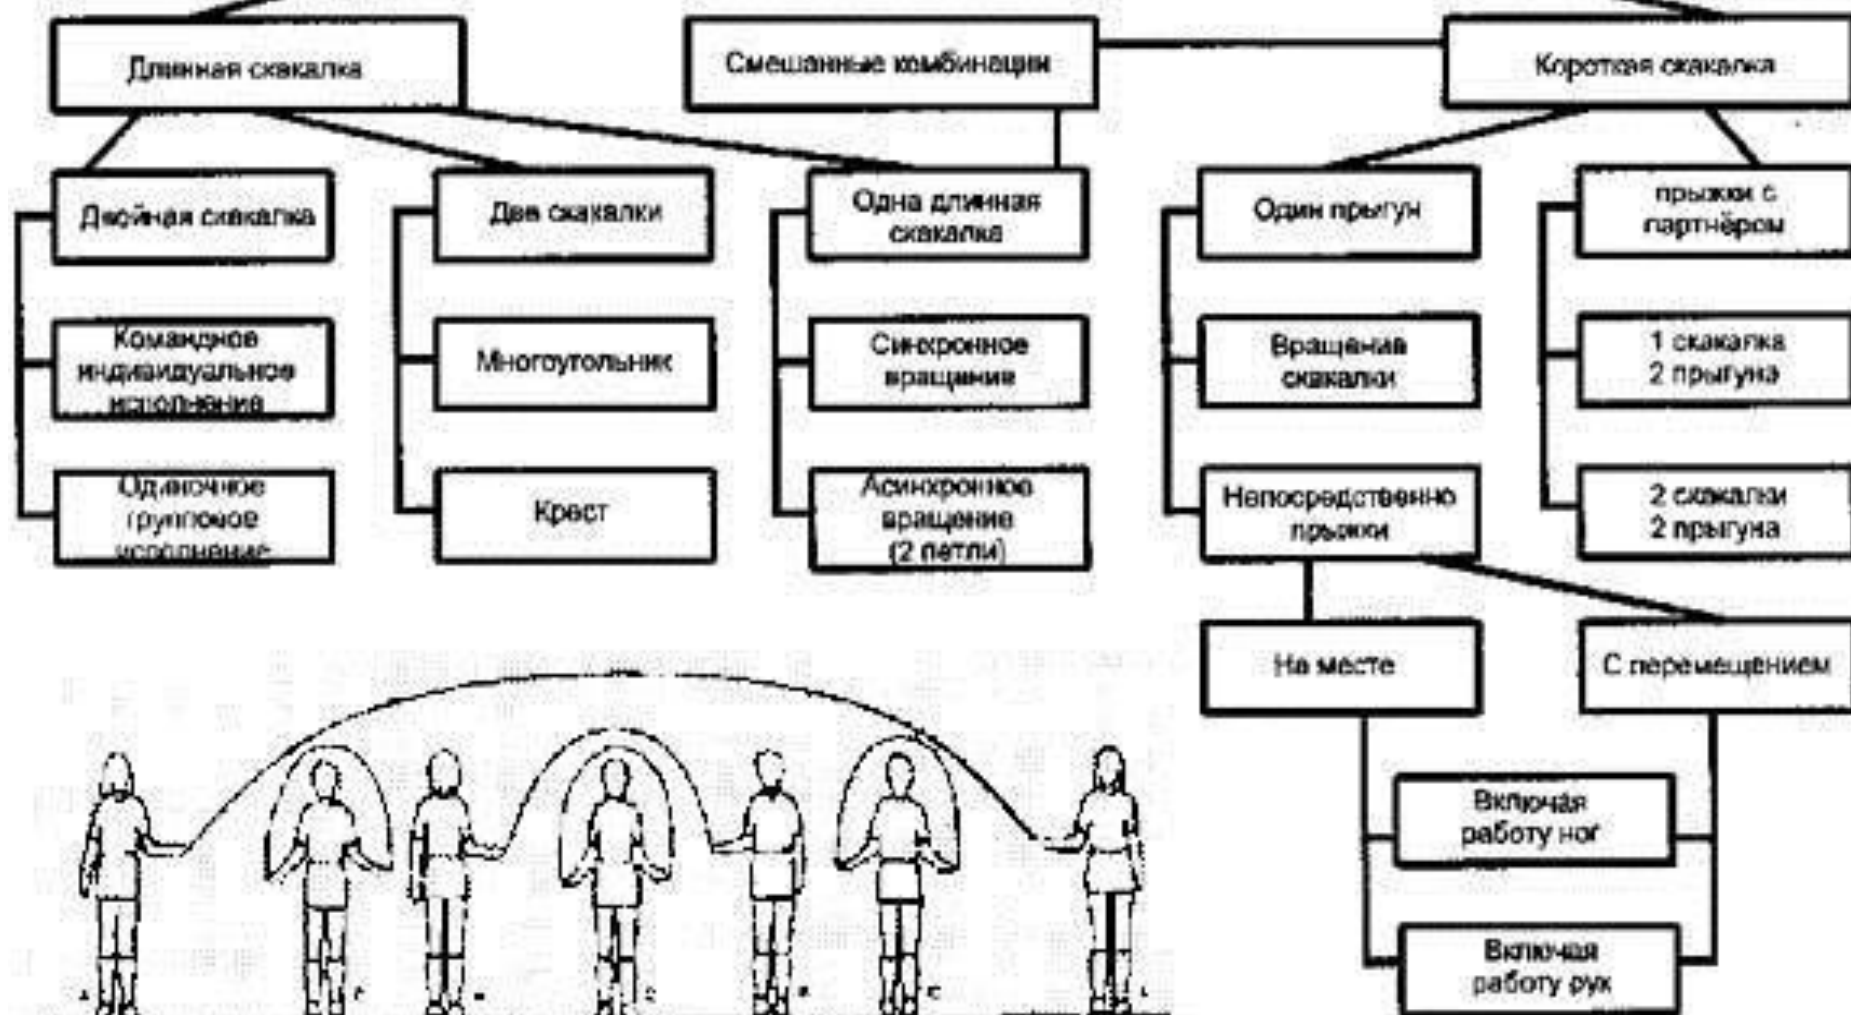 Длинная скакалка
Смешанные комбинации
Короткая скакалка
Двойная скакалка
Две скакалки
Одна длинная
скакалка
Один прыгун
прыжки с
партнёром
Командное
индивидуальное
исполнение
Многоугольник
Синхронное
вращение
Вращение
скакалки
1 скакалка
2 прыгуна
Одиночное
групповое
исполнение
Крест
Асинхронное
вращение
(2 петли)
Непосредственно
прыжки
2 скакалки
2 прыгуна
На месте
С перемещением
Включая
работу ног
Включая
работу рук